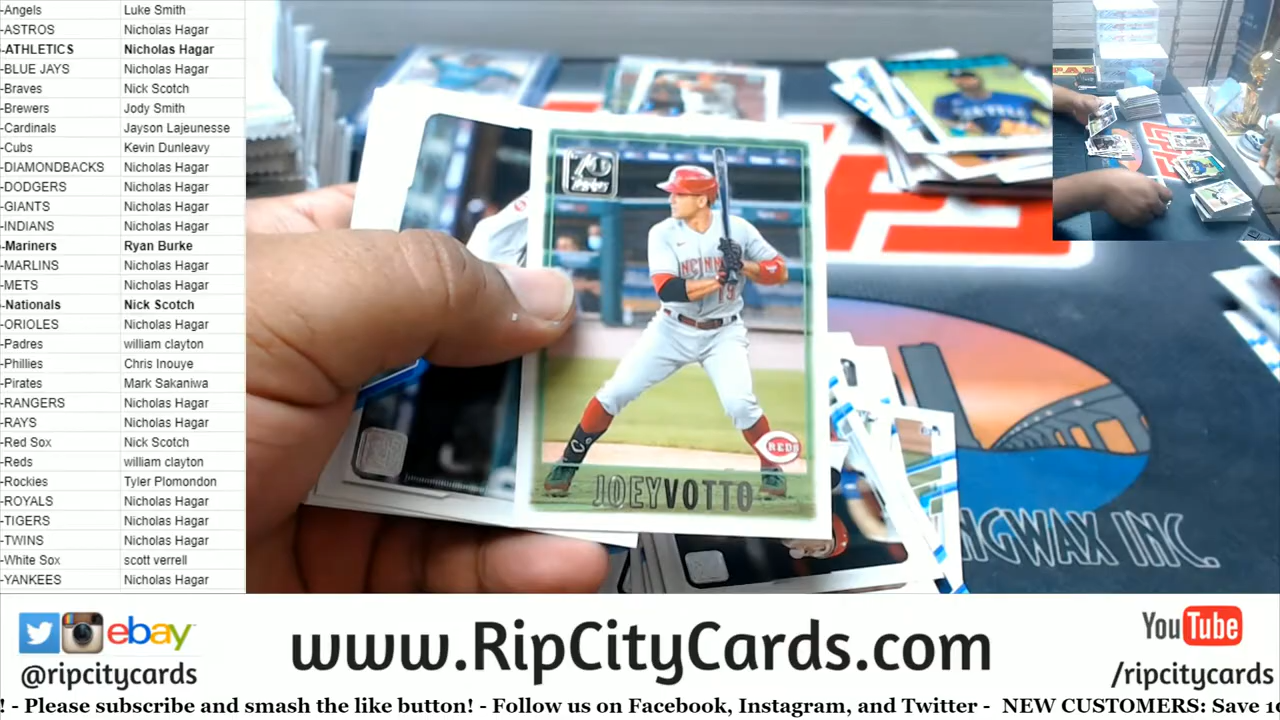 -Angels Luke Smith
-ASTROS Nicholas Hagar
-ATHLETICS Nicholas Hagar
-BLUE JAYS Nicholas Hagar
-Braves Nick Scotch
-Brewers Jody Smith
-Cardinals Jayson Lajeunesse
-Cubs Kevin Dunleavy
-DIAMONDBACKS Nicholas Hagar
-DODGERS Nicholas Hagar
-GIANTS Nicholas Hagar
-INDIANS Nicholas Hagar
-Mariners Ryan Burke
-MARLINS Nicholas Hagar
-METS Nicholas Hagar
-Nationals Nick Scotch
-ORIOLES Nicholas Hagar
-Padres william clayton
-Phillies Chris Inouye
-Pirates Mark Sakaniwa
-RANGERS Nicholas Hagar
-RAYS Nicholas Hagar
-Red Sox Nick Scotch
-Reds william clayton
-Rockies Tyler Plomondon
-ROYALS Nicholas Hagar
-TIGERS Nicholas Hagar
-TWINS Nicholas Hagar
-White Sox scott verrell
-YANKEES Nicholas Hagar
70
CINCINN
19
REDS
JOEYVOTTO
INGWAX INC.
ebay
@ripcitycards
www.RipCityCards.com
YouTube
/ripcitycards
! - Please subscribe and smash the like button! - Follow us on Facebook, Instagram, and Twitter - NEW CUSTOMERS: Save